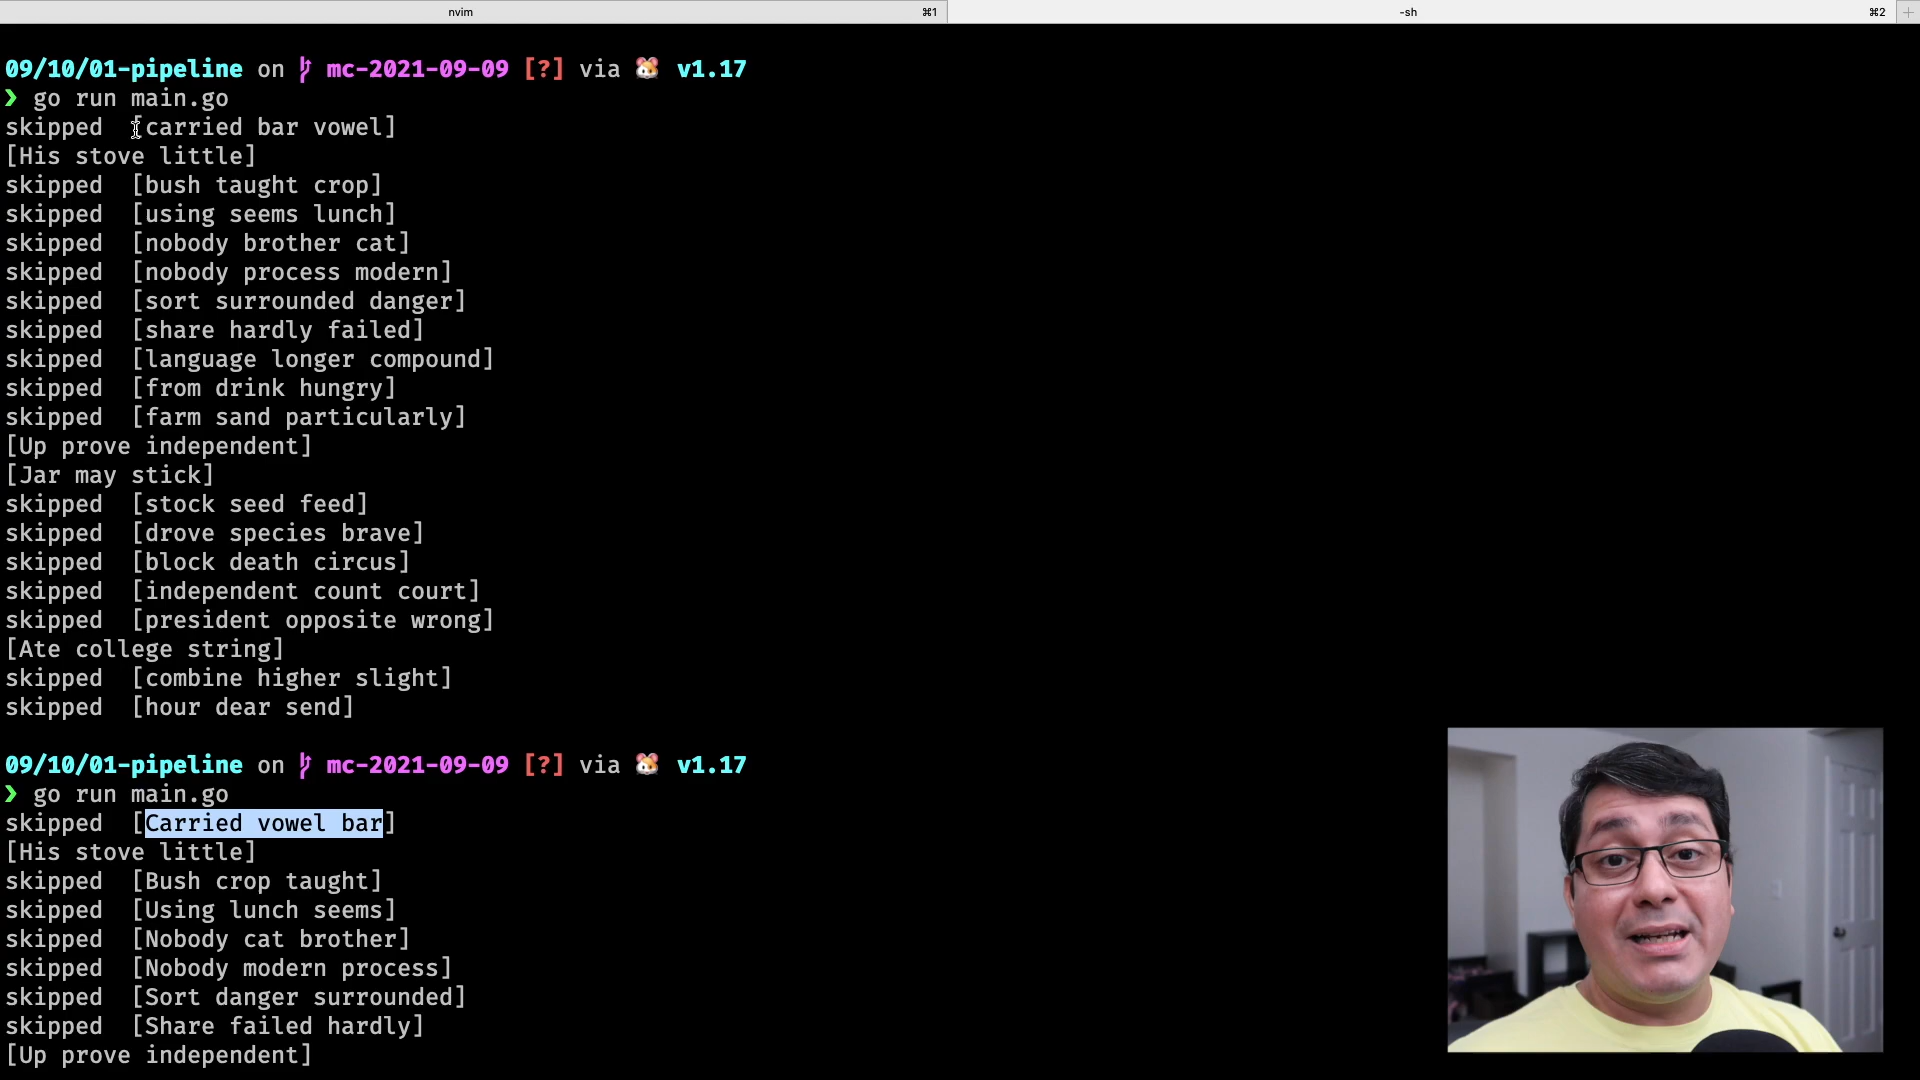 nvim ⌘1 -sh ⌘2 +
09/10/01-pipeline on mc-2021-09-09 [?] via 🐹 v1.17
❯ go run main.go
skipped  [carried bar vowel]
[His stove little]
skipped  [bush taught crop]
skipped  [using seems lunch]
skipped  [nobody brother cat]
skipped  [nobody process modern]
skipped  [sort surrounded danger]
skipped  [share hardly failed]
skipped  [language longer compound]
skipped  [from drink hungry]
skipped  [farm sand particularly]
[Up prove independent]
[Jar may stick]
skipped  [stock seed feed]
skipped  [drove species brave]
skipped  [block death circus]
skipped  [independent count court]
skipped  [president opposite wrong]
[Ate college string]
skipped  [combine higher slight]
skipped  [hour dear send]
09/10/01-pipeline on mc-2021-09-09 [?] via 🐹 v1.17
❯ go run main.go
skipped  [Carried vowel bar]
[His stove little]
skipped  [Bush crop taught]
skipped  [Using lunch seems]
skipped  [Nobody cat brother]
skipped  [Nobody modern process]
skipped  [Sort danger surrounded]
skipped  [Share failed hardly]
[Up prove independent]